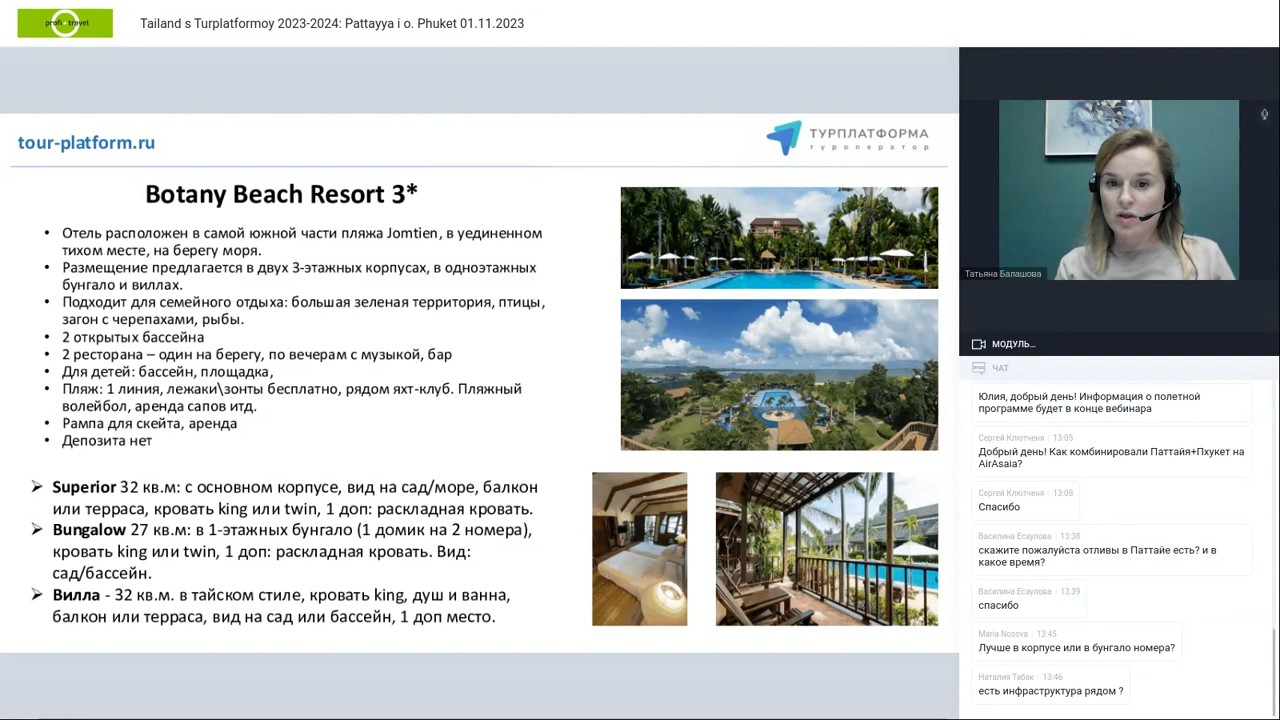 profi travel
Tailand s Turplatformoy 2023-2024: Pattayya i o. Phuket 01.11.2023
tour-platform.ru
ТУРПЛАТФОРМА
туроператор
Botany Beach Resort 3*
• Отель расположен в самой южной части пляжа Jomtien, в уединенном
тихом месте, на берегу моря.
• Размещение предлагается в двух 3-этажных корпусах, в одноэтажных
бунгало и виллах.
• Подходит для семейного отдыха: большая зеленая территория, птицы,
загон с черепахами, рыбы.
• 2 открытых бассейна
• 2 ресторана – один на берегу, по вечерам с музыкой, бар
• Для детей: бассейн, площадка,
• Пляж: 1 линия, лежаки\зонты бесплатно, рядом яхт-клуб. Пляжный
волейбол, аренда сапов итд.
• Рампа для скейта, аренда
• Депозита нет
➢ Superior 32 кв.м: с основном корпусе, вид на сад/море, балкон
или терраса, кровать king или twin, 1 доп: раскладная кровать.
➢ Bungalow 27 кв.м: в 1-этажных бунгало (1 домик на 2 номера),
кровать king или twin, 1 доп: раскладная кровать. Вид:
сад/бассейн.
➢ Вилла - 32 кв.м. в тайском стиле, кровать king, душ и ванна,
балкон или терраса, вид на сад или бассейн, 1 доп место.
Татьяна Балашова
МОДУЛЬ...
ЧАТ
Юлия, добрый день! Информация о полетной
программе будет в конце вебинара
Сергей Клютченя 13:05
Добрый день! Как комбинировали Паттайя+Пхукет на
AirAsaia?
Сергей Клютченя 13:08
Спасибо
Василина Есаулова 13:38
скажите пожалуйста отливы в Паттайе есть? и в
какое время?
Василина Есаулова 13:39
спасибо
Maria Nosova 13:45
Лучше в корпусе или в бунгало номера?
Наталия Табак 13:46
есть инфраструктура рядом ?